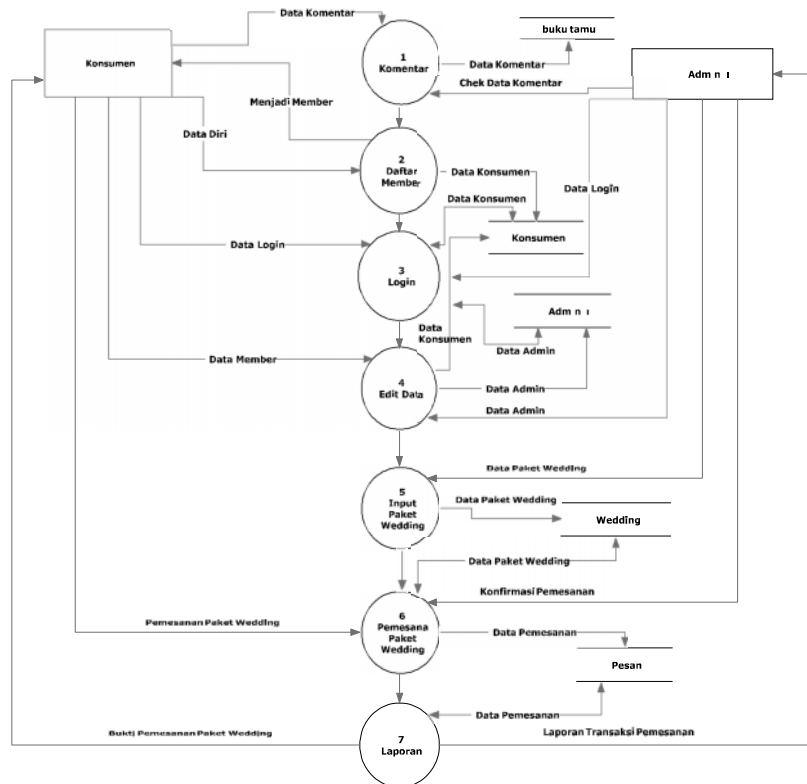 Data Komentar
buku tamu
Konsumen
1
Komentar
Data Komentar
Adm n ı
Chek Data Komentar
Menjadi Member
Data Diri
2
Daftar
Member
Data Konsumen
Data Login
Data Konsumen
Konsumen
Data Login
3
Login
Adm n ı
Data
Konsumen
Data Admin
Data Member
4
Edit Data
Data Admin
Data Admin
Data Paket Wedding
5
Input
Paket
Wedding
Data Paket Wedding
Wedding
Data Paket Wedding
Konfirmasi Pemesanan
6
Pemesana
Paket
Wedding
Pemesanan Paket Wedding
Data Pemesanan
Pesan
Data Pemesanan
7
Laporan
Bukti Pemesanan Paket Wedding
Laporan Transaksi Pemesanan